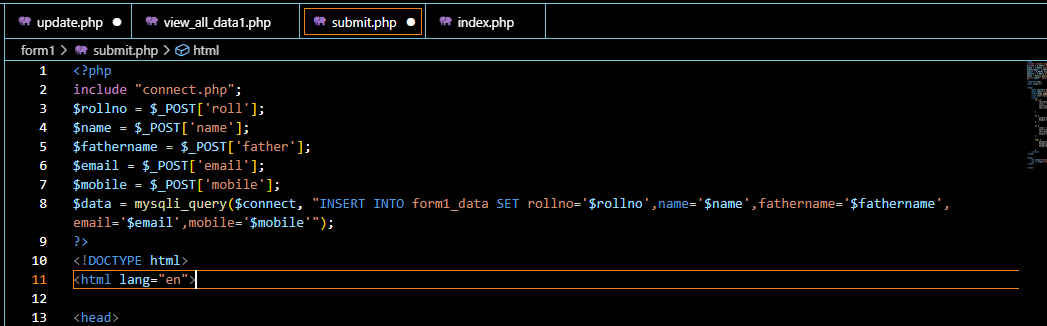 update.php
view_all_data1.php
submit.php
index.php
form1 > submit.php > html
1 <?php
2 include "connect.php";
3 $rollno = $_POST['roll'];
4 $name = $_POST['name'];
5 $fathername = $_POST['father'];
6 $email = $_POST['email'];
7 $mobile = $_POST['mobile'];
8 $data = mysqli_query($connect, "INSERT INTO form1_data SET rollno='$rollno',name='$name',fathername='$fathername',
email='$email',mobile='$mobile'");
9 ?>
10 <!DOCTYPE html>
11 <html lang="en">
12
13 <head>